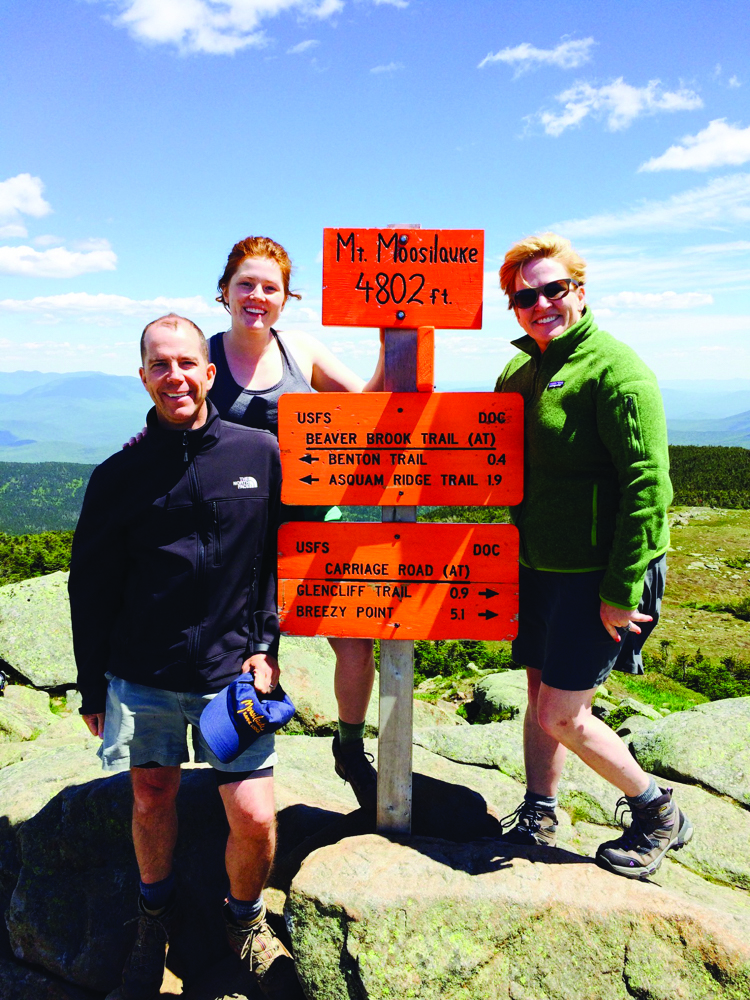 Mt. Moosilauke
4802 ft.
USFS DOC
BEAVER BROOK TRAIL (AT)
← BENTON TRAIL 0.4
← ASQUAM RIDGE TRAIL 1.9
USFS DOC
CARRIAGE ROAD (AT)
GLENCLIFF TRAIL 0.9 →
BREEZY POINT 5.1 →
THE
NORTH
FACE